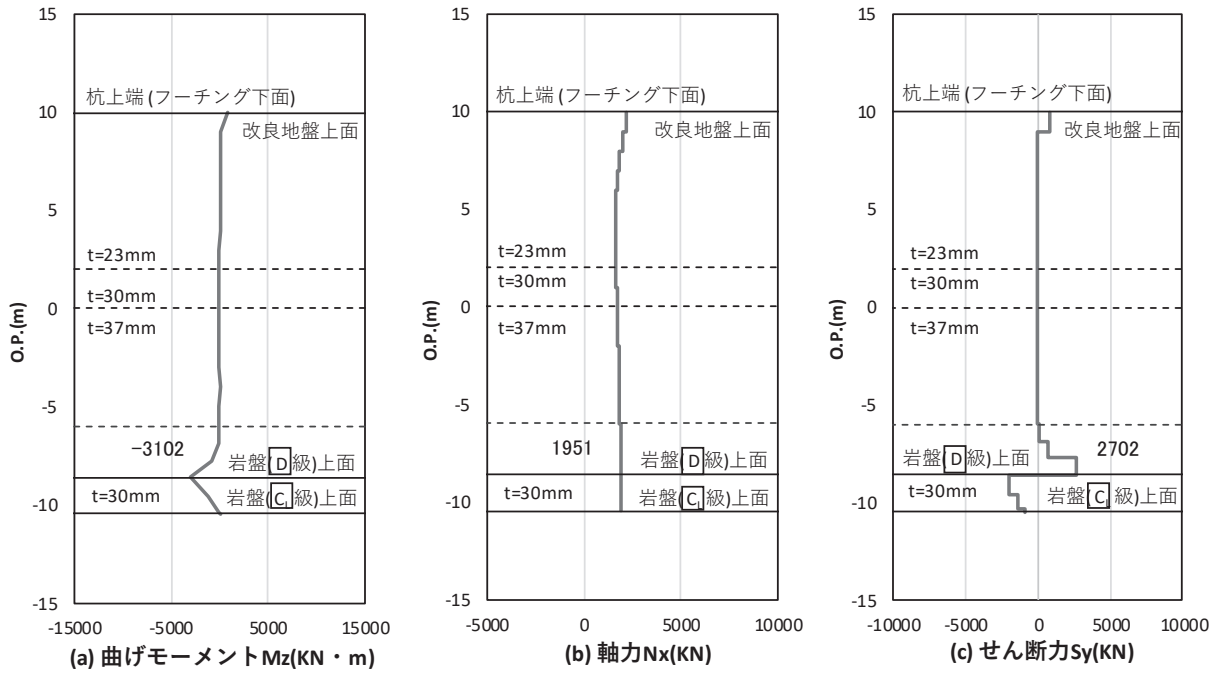 15
10
5
0
-5
-10
-15
O.P.(m)
杭上端 (フーチング下面)
改良地盤上面
t=23mm
t=30mm
t=37mm
−3102
岩盤(D級)上面
t=30mm
岩盤(CL級)上面
-15000
-5000
5000
15000
(a) 曲げモーメントMz(KN・m)
15
10
5
0
-5
-10
-15
O.P.(m)
杭上端 (フーチング下面)
改良地盤上面
t=23mm
t=30mm
t=37mm
1951
岩盤(D級)上面
t=30mm
岩盤(CL級)上面
-5000
0
5000
10000
(b) 軸力Nx(KN)
15
10
5
0
-5
-10
-15
O.P.(m)
杭上端 (フーチング下面)
改良地盤上面
t=23mm
t=30mm
t=37mm
2702
岩盤(D級)上面
t=30mm
岩盤(CL級)上面
-10000
-5000
0
5000
10000
(c) せん断力Sy(KN)